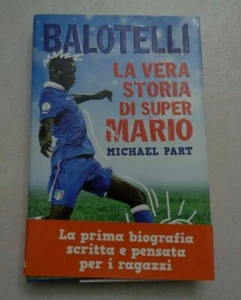 BALOTELLI
LA VERA
STORIA
DI SUPER
MARIO
MICHAEL PART
La prima biografia
scritta e pensata
per i ragazzi